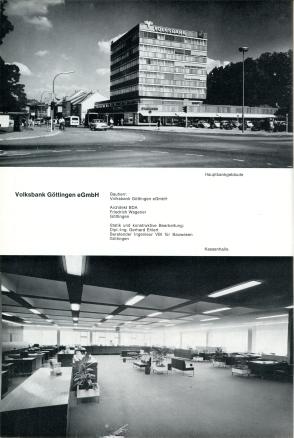 VOLKSBANK
Hauptbankgebäude
Volksbank Göttingen eGmbH
Bauherr:
Volksbank Göttingen eGmbH
Architekt BDA
Friedrich Wagener
Göttingen
Statik und konstruktive Bearbeitung:
Dipl.-Ing. Gerhard Ehlert
Beratender Ingenieur VBI für Bauwesen
Göttingen
Kassenhalle